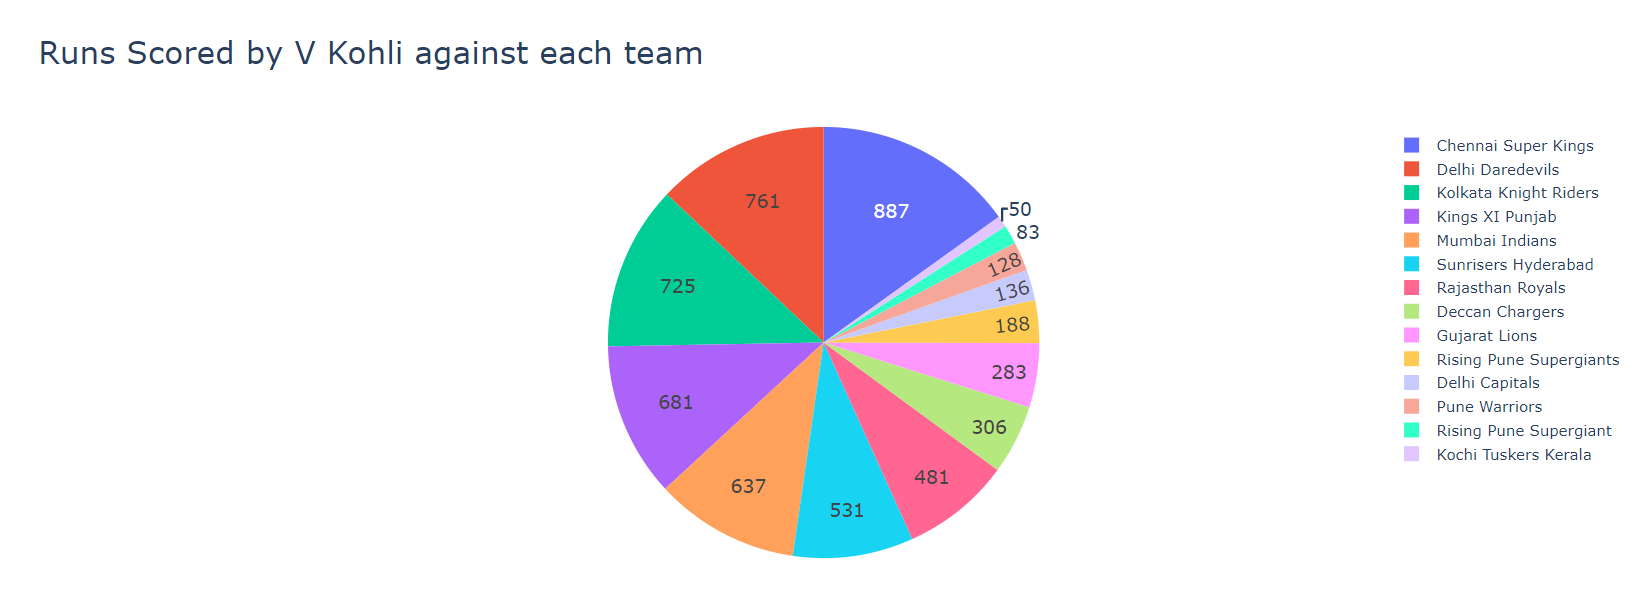 Runs Scored by V Kohli against each team
887
50
83
128
136
188
283
306
481
531
637
681
725
761
Chennai Super Kings
Delhi Daredevils
Kolkata Knight Riders
Kings XI Punjab
Mumbai Indians
Sunrisers Hyderabad
Rajasthan Royals
Deccan Chargers
Gujarat Lions
Rising Pune Supergiants
Delhi Capitals
Pune Warriors
Rising Pune Supergiant
Kochi Tuskers Kerala